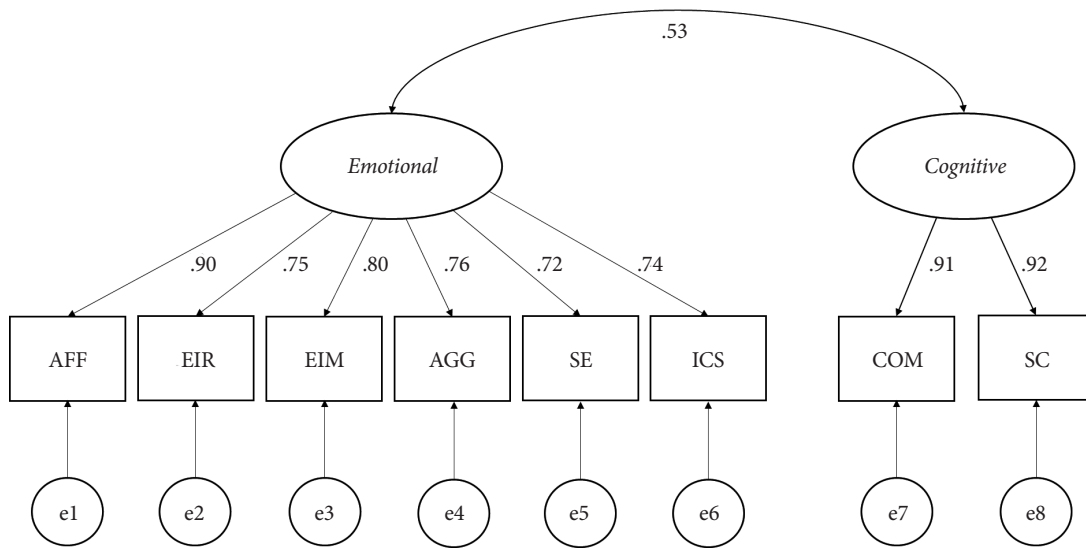 .53
Emotional
Cognitive
.90 .75 .80 .76 .72 .74 .91 .92
AFF EIR EIM AGG SE ICS COM SC
e1 e2 e3 e4 e5 e6 e7 e8